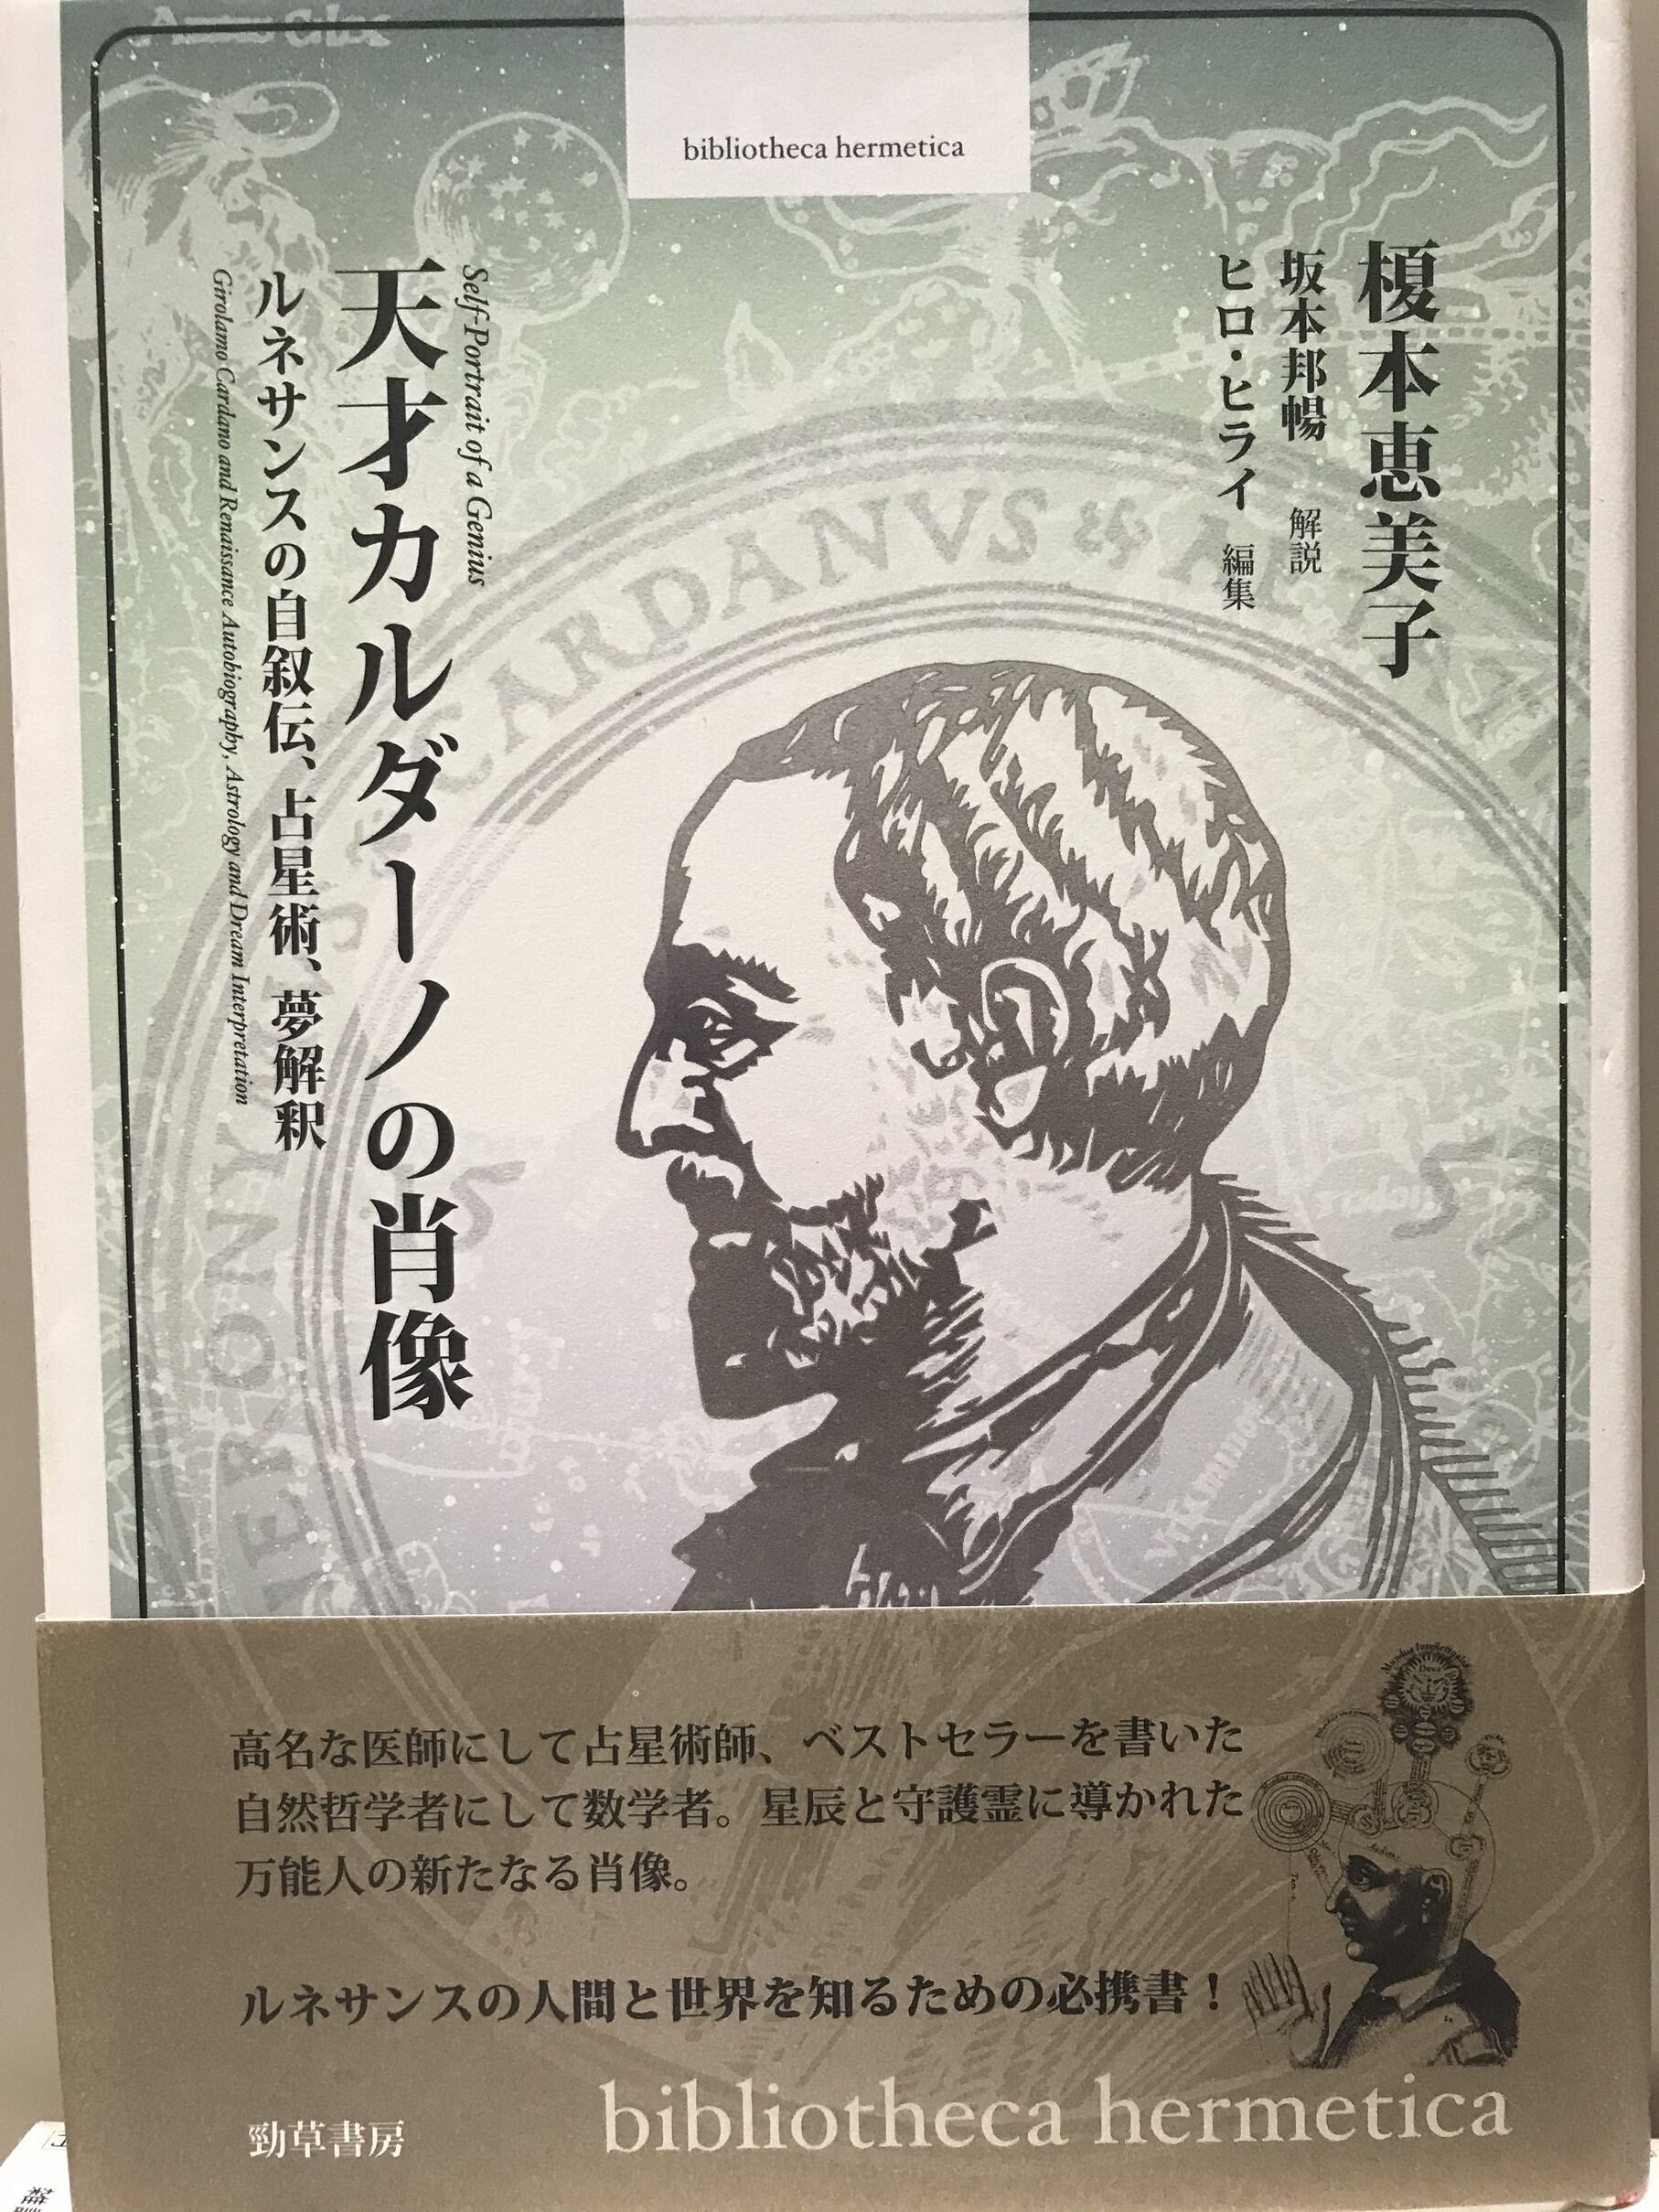 bibliotheca hermetica
榎本恵美子
坂本邦暢 解説
ヒロ・ヒライ 編集
Self-Portrait of a Genius
天才カルダーノの肖像
ルネサンスの自叙伝、占星術、夢解釈
Girolamo Cardano and Renaissance Autobiography, Astrology and Dream Interpretation
CARDANVS
高名な医師にして占星術師、ベストセラーを書いた
自然哲学者にして数学者。星辰と守護霊に導かれた
万能人の新たなる肖像。
ルネサンスの人間と世界を知るための必携書！
bibliotheca hermetica
勁草書房